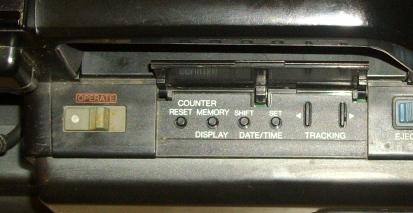 OPERATE
COUNTER
RESET MEMORY SHIFT SET
DISPLAY DATE/TIME TRACKING
EJEC